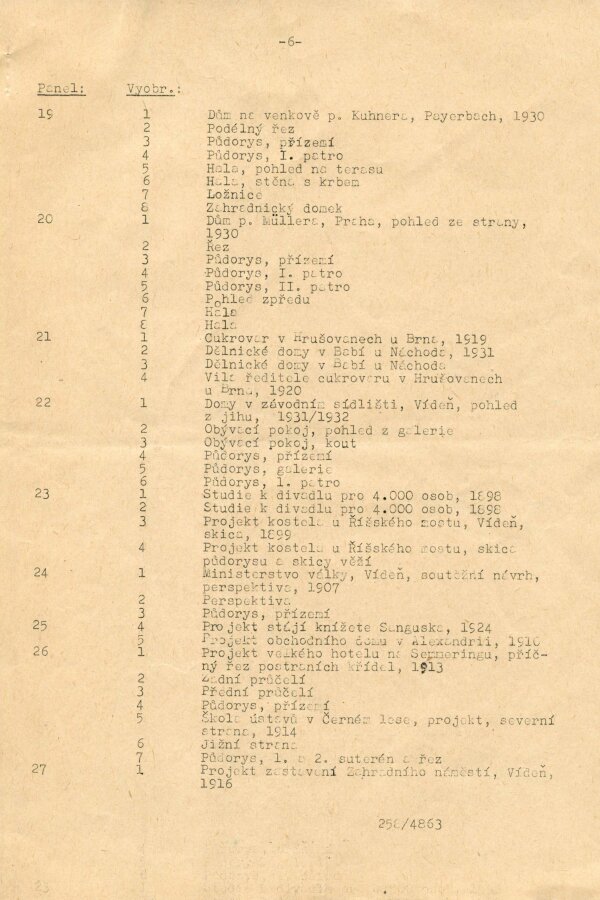 -6-
Panel: Vyobr.:
19 1 Dům na venkově p. Kuhnera, Payerbach, 1930
2 Podélný řez
3 Půdorys, přízemí
4 Půdorys, I. patro
5 Hala, pohled na terasu
6 Hala, stěna s krbem
7 Ložnice
8 Zahradnický domek
20 1 Dům p. Müllera, Praha, pohled ze strany,
1930
2 Řez
3 Půdorys, přízemí
4 Půdorys, I. patro
5 Půdorys, II. patro
6 Pohled zpředu
7 Hala
8 Hala
21 1 Cukrovar v Hrušovanech u Brna, 1919
2 Dělnické domy v Babí u Náchoda, 1931
3 Dělnické domy v Babí u Náchoda
4 Vila ředitele cukrovaru v Hrušovanech
u Brna, 1920
22 1 Domy v závodním sídlišti, Vídeň, pohled
z jihu, 1931/1932
2 Obývací pokoj, pohled z galerie
3 Obývací pokoj, kout
4 Půdorys, přízemí
5 Půdorys, galerie
6 Půdorys, 1. patro
23 1 Studie k divadlu pro 4.000 osob, 1898
2 Studie k divadlu pro 4.000 osob, 1898
3 Projekt kostela u Říšského mostu, Vídeň,
skica, 1899
4 Projekt kostela u Říšského mostu, skica
půdorysu a skicy věží
24 1 Ministerstvo války, Vídeň, soutěžní návrh,
perspektiva, 1907
2 Perspektiva
3 Půdorys, přízemí
25 4 Projekt stájí knížete Sanguska, 1924
5 Projekt obchodního domu v Alexandrii, 1910
26 1 Projekt velkého hotelu na Semmeringu, příč-
ný řez postraních křídel, 1913
2 Zadní průčelí
3 Přední průčelí
4 Půdorys, přízemí
5 Škola ústavů v Černém lese, projekt, severní
strana, 1914
6 Jižní strana
7 Půdorys, 1. a 2. suterén a řez
27 1 Projekt zastavení Zahradního náměstí, Vídeň,
1916
258/4863